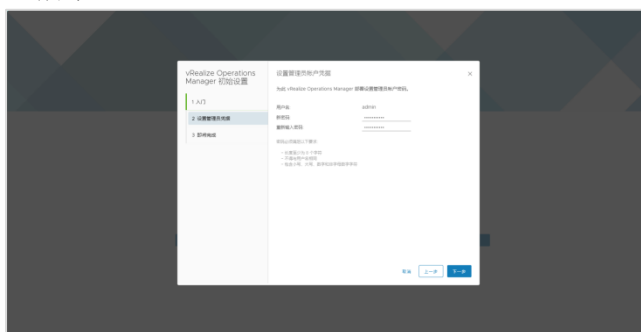 vRealize Operations
Manager 初始设置
1 入门
2 设置管理员凭据
3 即将完成
设置管理员帐户凭据
为此 vRealize Operations Manager 部署设置管理员帐户密码。
用户名 admin
新密码
重新输入密码
取消 上一步 下一步